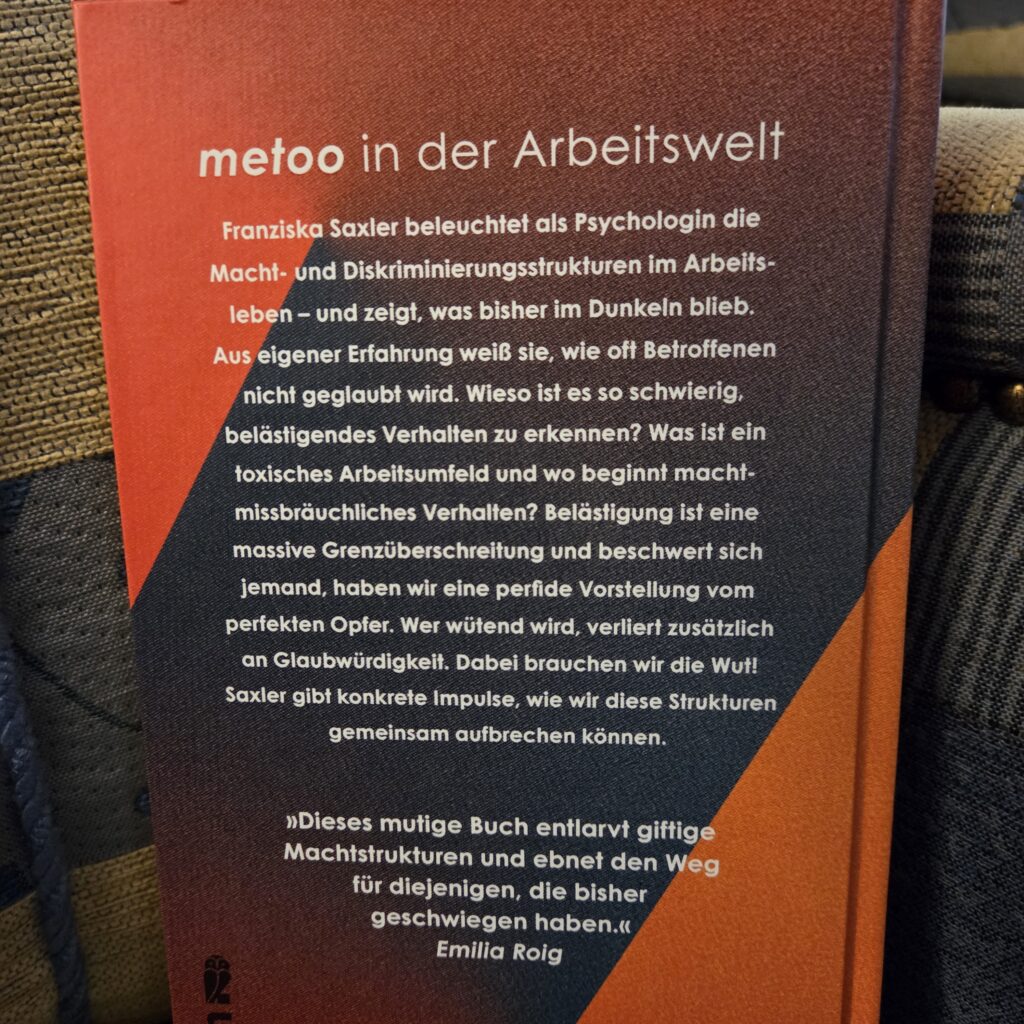 metoo in der Arbeitswelt
Franziska Saxler beleuchtet als Psychologin die
Macht- und Diskriminierungsstrukturen im Arbeits-
leben – und zeigt, was bisher im Dunkeln blieb.
Aus eigener Erfahrung weiß sie, wie oft Betroffenen
nicht geglaubt wird. Wieso ist es so schwierig,
belästigendes Verhalten zu erkennen? Was ist ein
toxisches Arbeitsumfeld und wo beginnt macht-
missbräuchliches Verhalten? Belästigung ist eine
massive Grenzüberschreitung und beschwert sich
jemand, haben wir eine perfide Vorstellung vom
perfekten Opfer. Wer wütend wird, verliert zusätzlich
an Glaubwürdigkeit. Dabei brauchen wir die Wut!
Saxler gibt konkrete Impulse, wie wir diese Strukturen
gemeinsam aufbrechen können.
»Dieses mutige Buch entlarvt giftige
Machtstrukturen und ebnet den Weg
für diejenigen, die bisher
geschwiegen haben.«
Emilia Roig